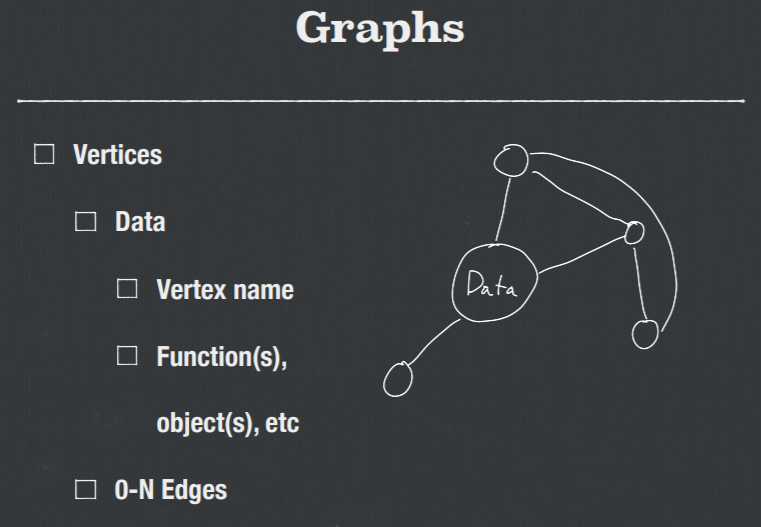 Graphs
Vertices
Data
Vertex name
Function(s),
object(s), etc
0-N Edges
Data